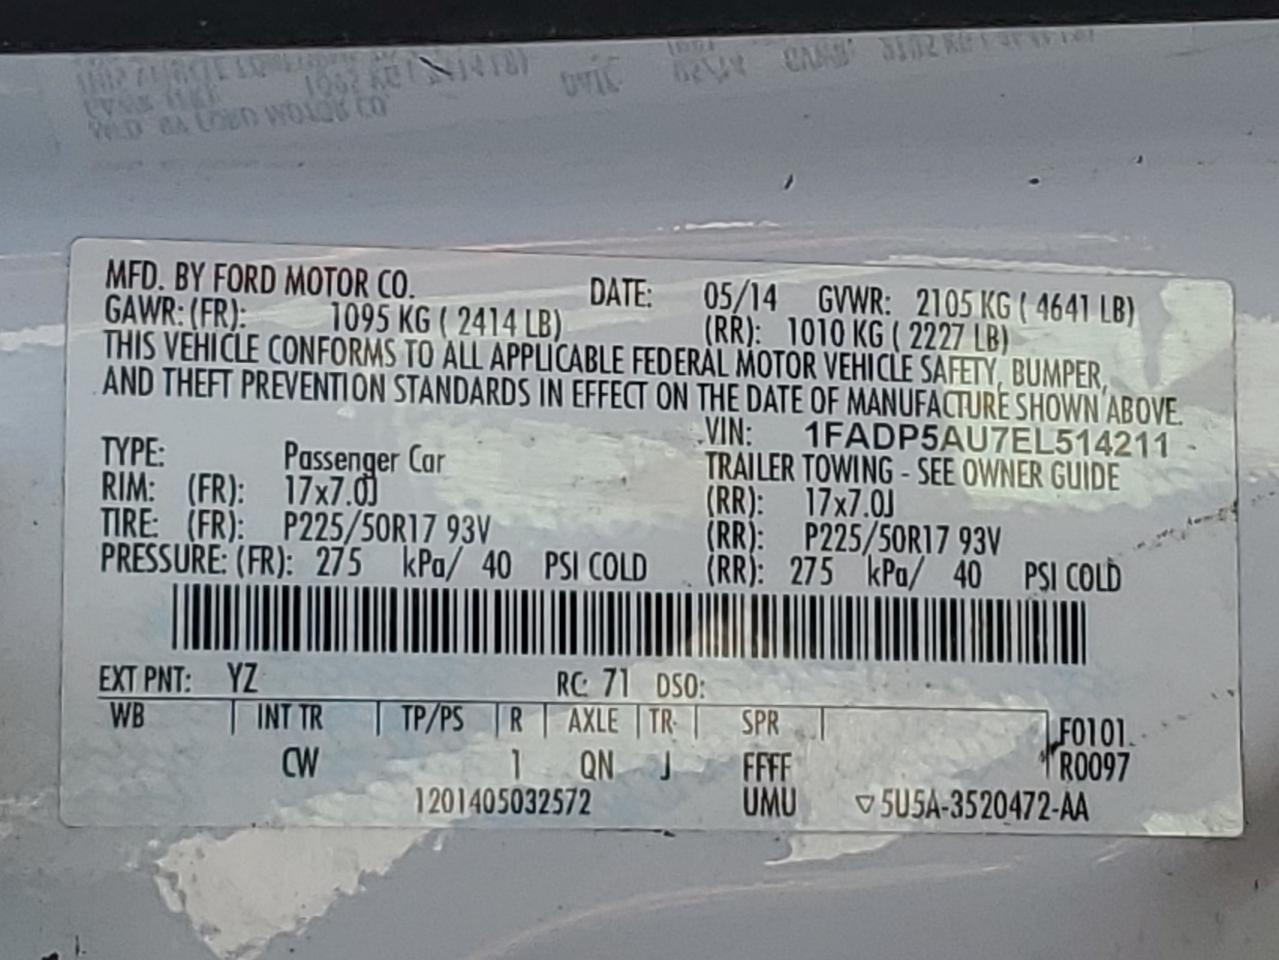 MFD. BY FORD MOTOR CO. DATE: 05/14 GVWR: 2105 KG ( 4641 LB)
GAWR: (FR): 1095 KG ( 2414 LB) (RR): 1010 KG ( 2227 LB)
THIS VEHICLE CONFORMS TO ALL APPLICABLE FEDERAL MOTOR VEHICLE SAFETY, BUMPER,
AND THEFT PREVENTION STANDARDS IN EFFECT ON THE DATE OF MANUFACTURE SHOWN ABOVE.
VIN: 1FADP5AU7EL514211
TYPE: Passenger Car TRAILER TOWING - SEE OWNER GUIDE
RIM: (FR): 17x7.0J (RR): 17x7.0J
TIRE: (FR): P225/50R17 93V (RR): P225/50R17 93V
PRESSURE: (FR): 275 kPa/ 40 PSI COLD (RR): 275 kPa/ 40 PSI COLD
EXT PNT: YZ RC: 71 DSO:
WB INT TR TP/PS R AXLE TR SPR F0101
CW 1 QN J FFFF R0097
1201405032572 UMU ▽5U5A-3520472-AA